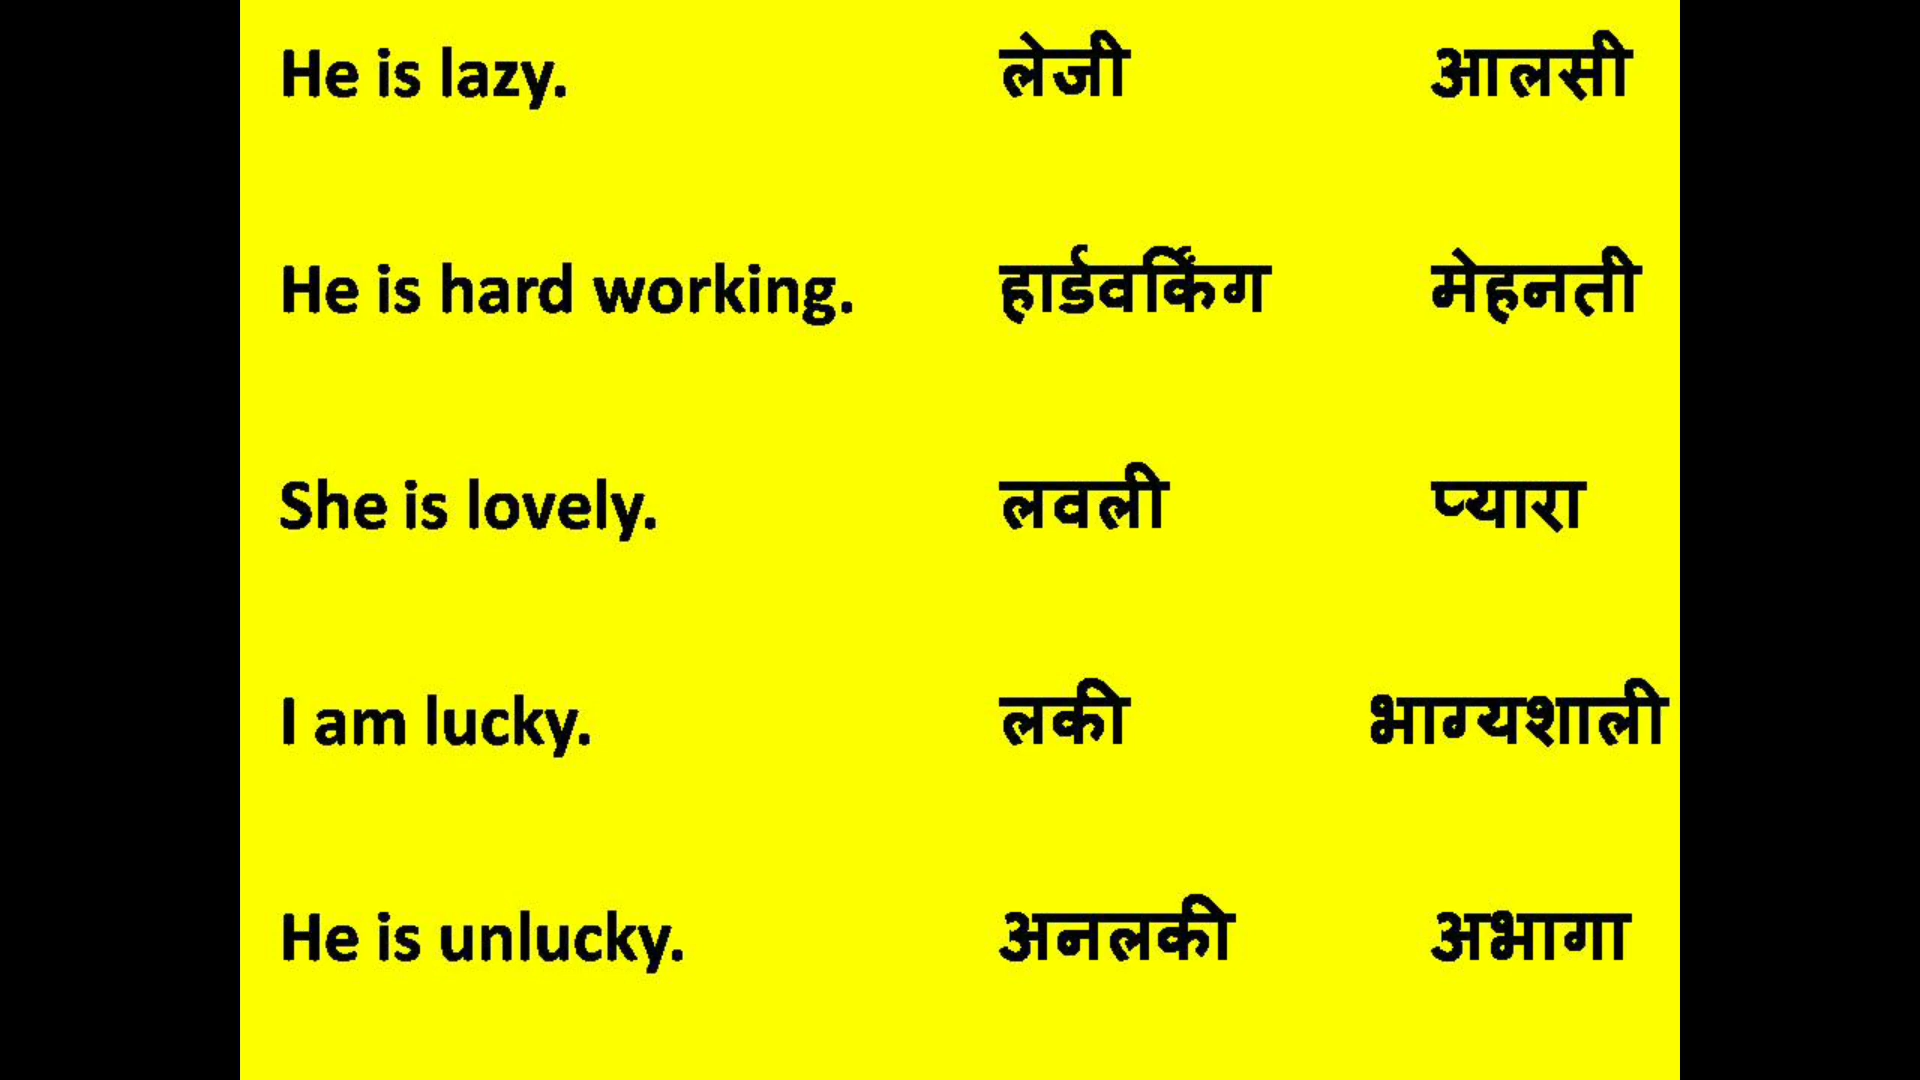 He is lazy. लेजी आलसी
He is hard working. हार्डवर्किंग मेहनती
She is lovely. लवली प्यारा
I am lucky. लकी भाग्यशाली
He is unlucky. अनलकी अभागा